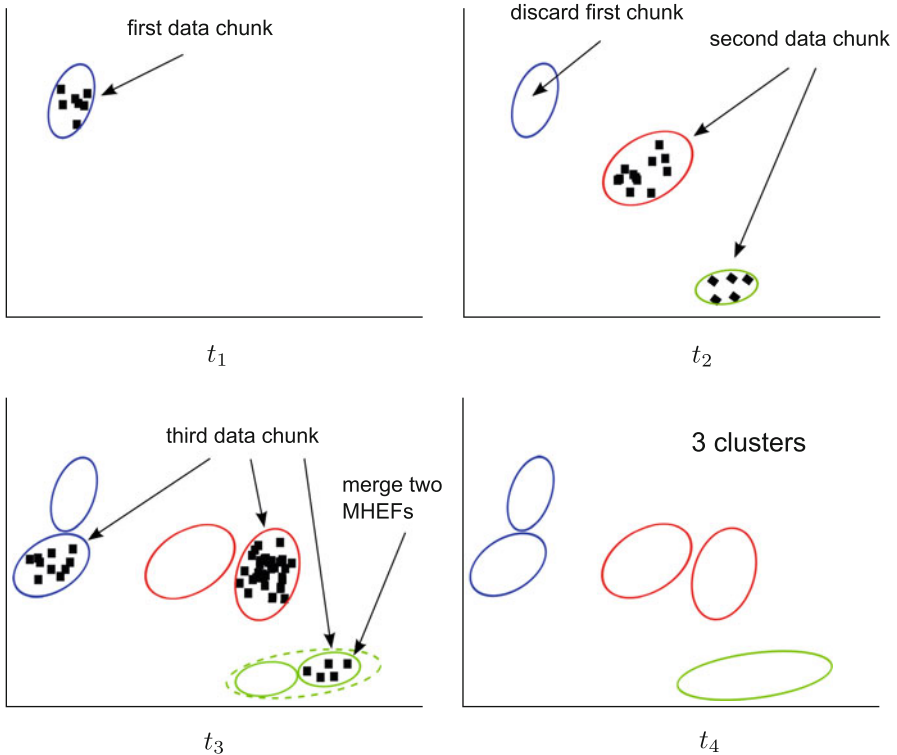 first data chunk
t1
discard first chunk
second data chunk
t2
third data chunk
merge two
MHEFs
t3
3 clusters
t4